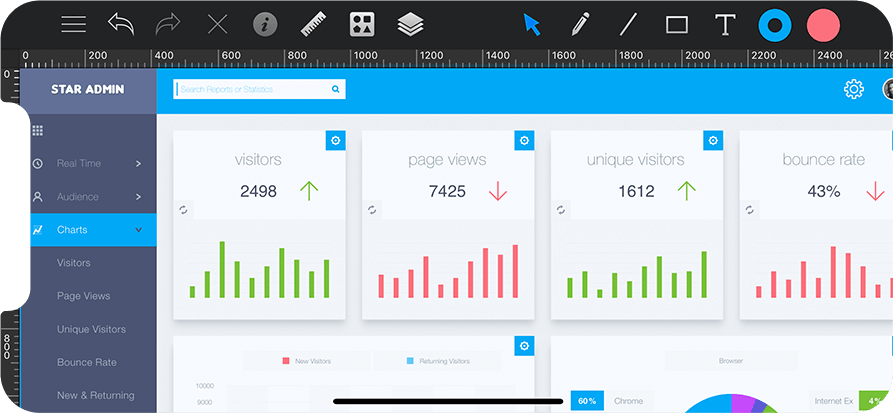 T
0 200 400 600 800 1000 1200 1400 1600 1800 2000 2200 2400
0
800
STAR ADMIN
Search Reports or Statistics
Real Time
Audience
Charts
Visitors
Page Views
Unique Visitors
Bounce Rate
New & Returning
visitors
2498
page views
7425
unique visitors
1612
bounce rate
43%
New Visitors
Returning Visitors
10000
9000
Browser
60%
Chrome
Internet Ex
4%